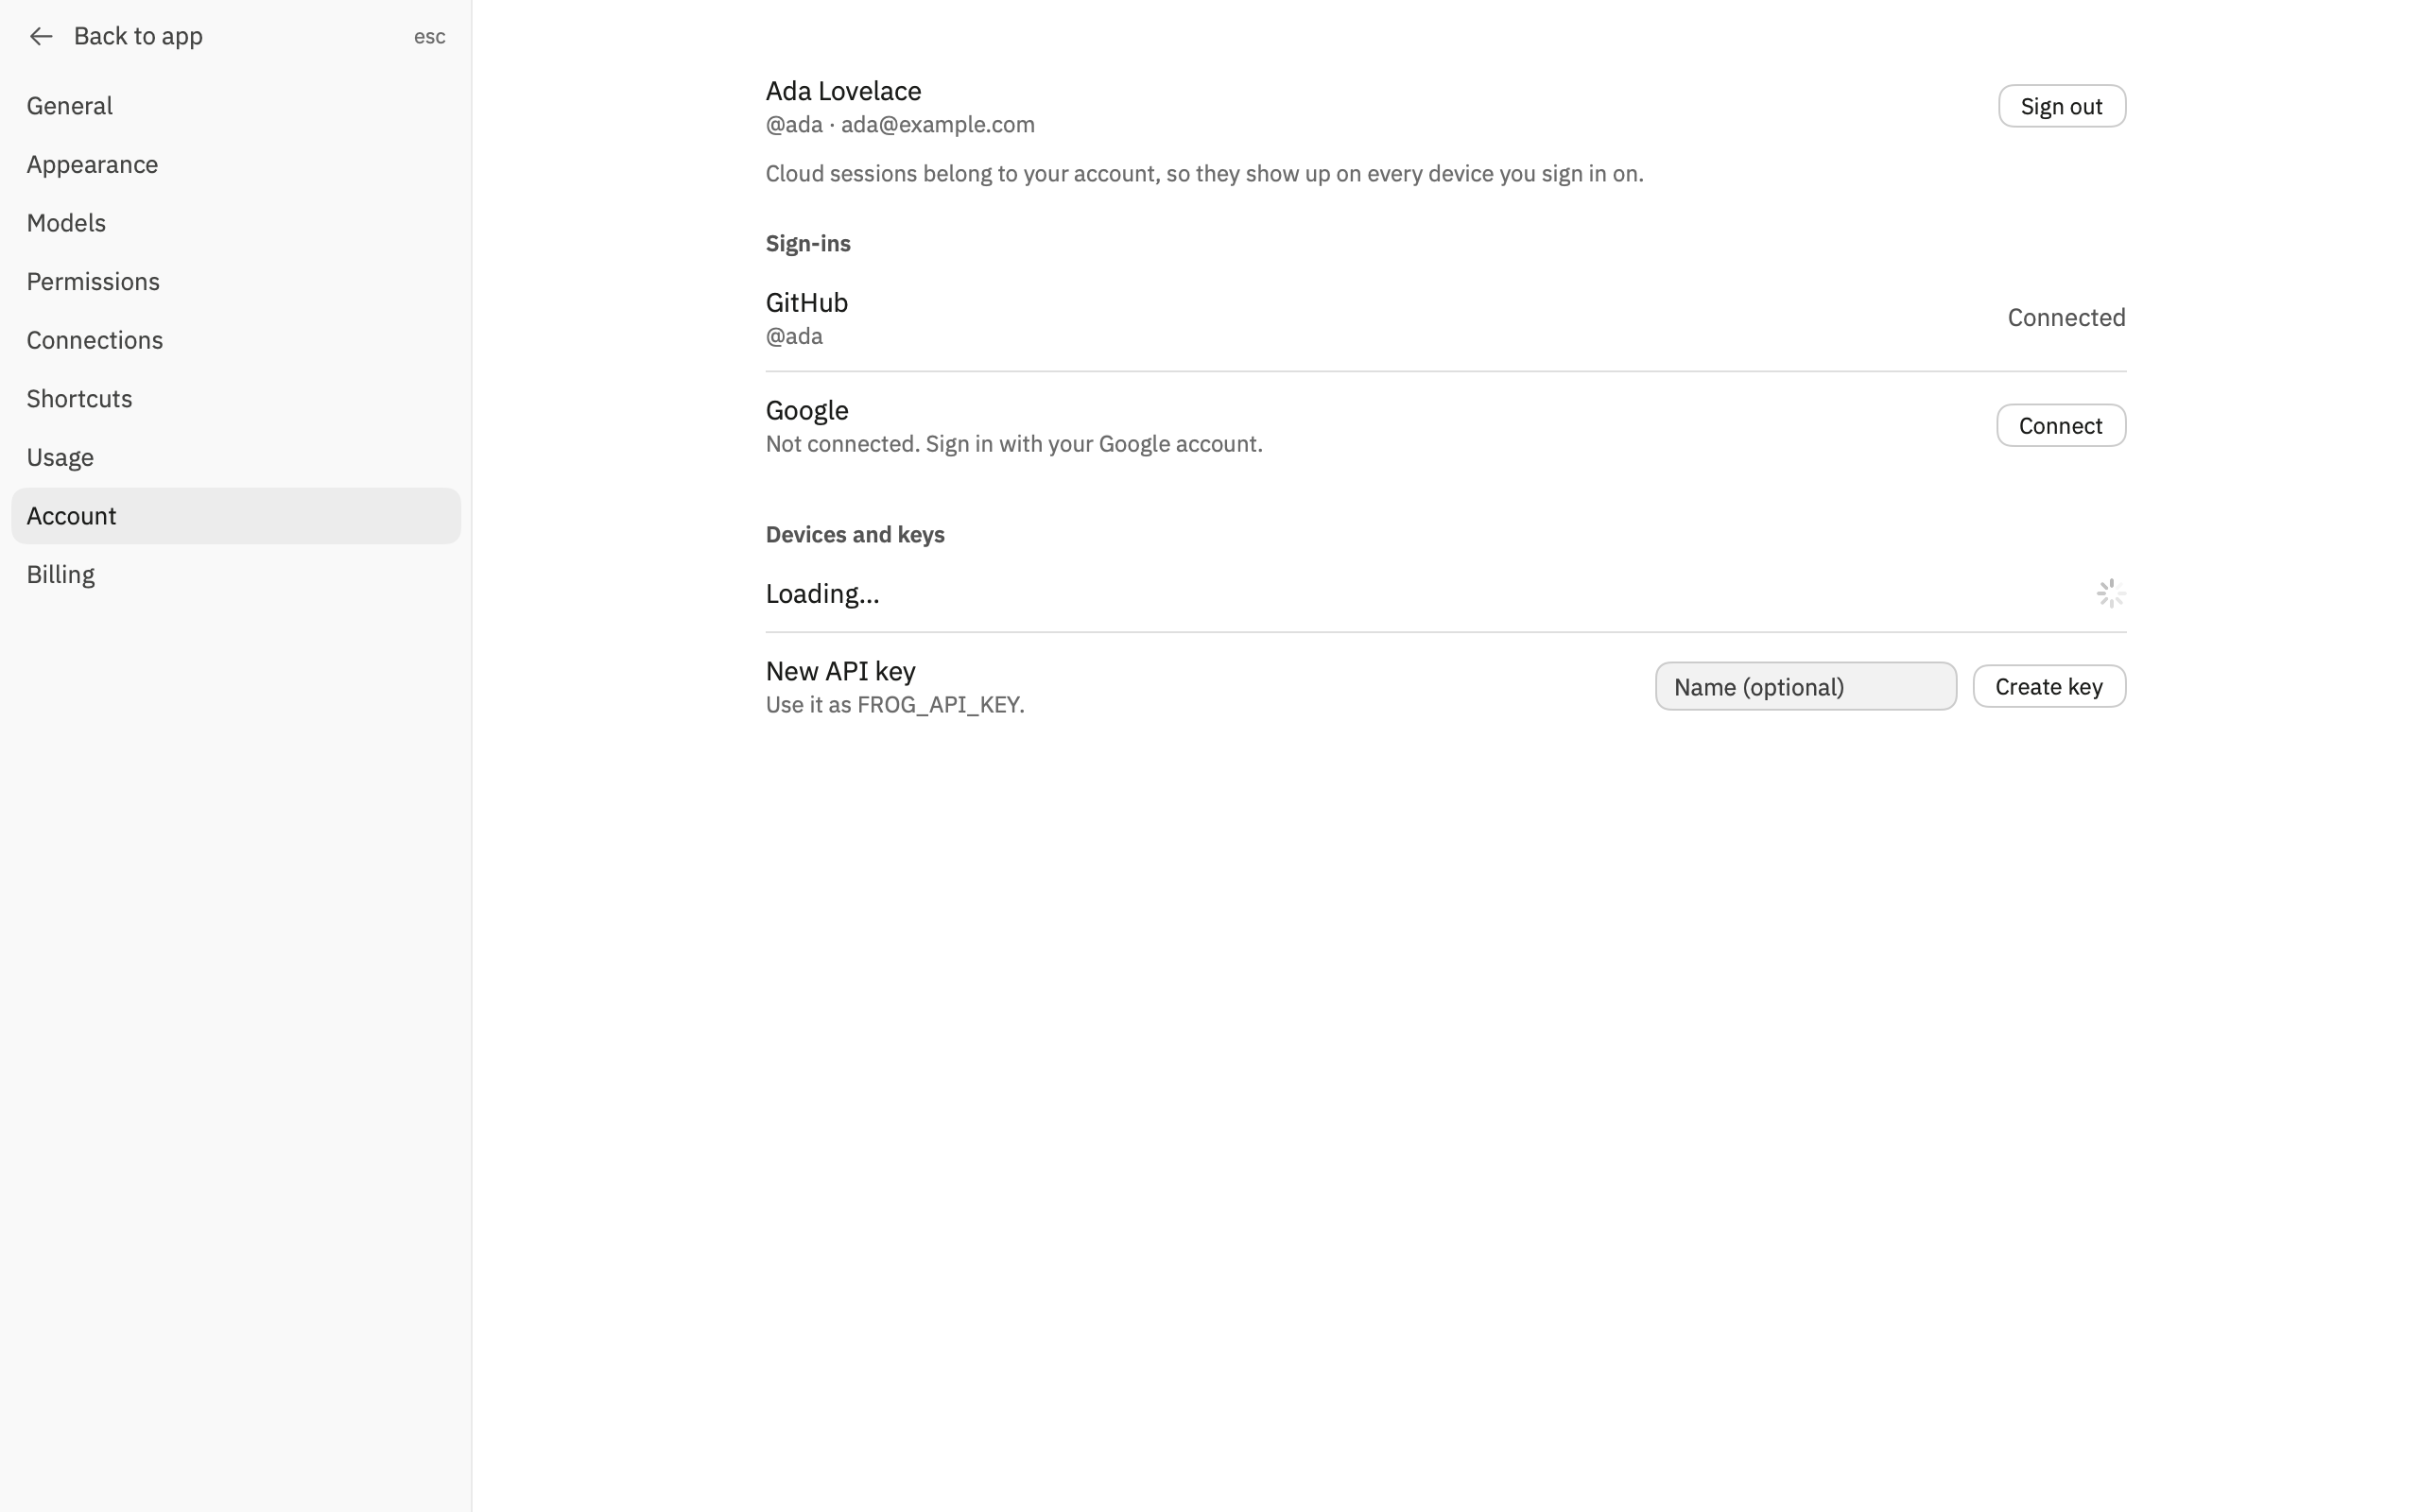 Back to app
esc
General
Appearance
Models
Permissions
Connections
Shortcuts
Usage
Account
Billing
Ada Lovelace
@ada · ada@example.com
Sign out
Cloud sessions belong to your account, so they show up on every device you sign in on.
Sign-ins
GitHub
@ada
Connected
Google
Not connected. Sign in with your Google account.
Connect
Devices and keys
Loading...
New API key
Use it as FROG_API_KEY.
Name (optional)
Create key